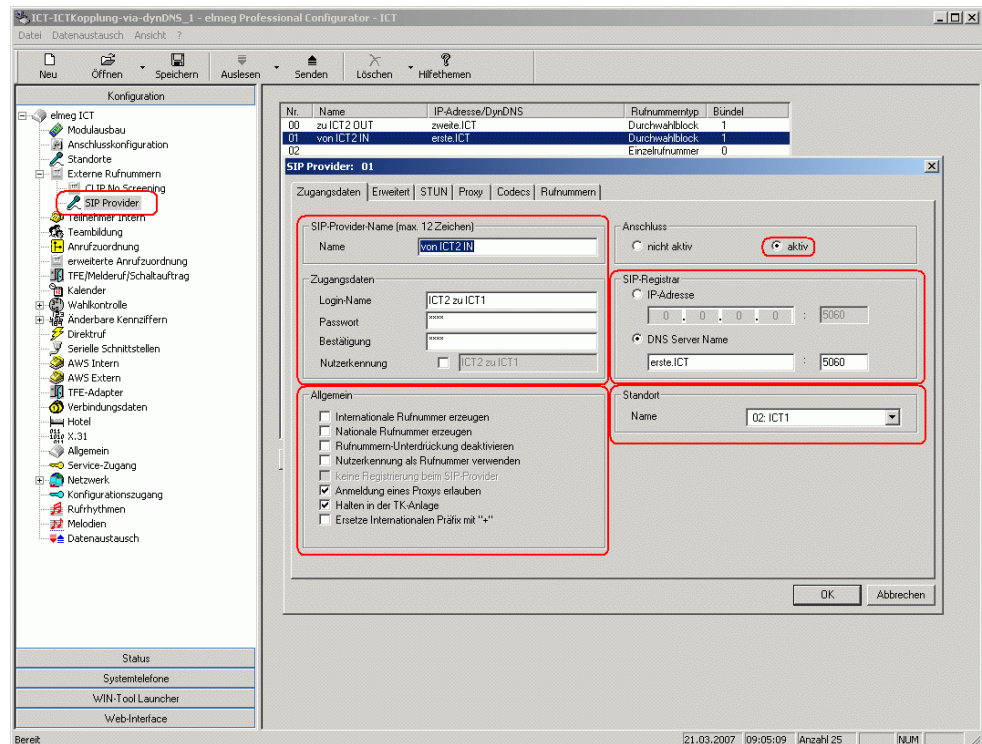 ICT-ICTKopplung-via-dynDNS_1 - elmeg Professional Configurator - ICT
Datei Datenaustausch Ansicht ?
Neu Öffnen Speichern Auslesen Senden Löschen Hilfethemen
Konfiguration
elmeg ICT
Modulausbau
Anschlusskonfiguration
Standorte
Externe Rufnummern
CLIP No Screening
SIP Provider
Teilnehmer Intern
Teambildung
Anrufzuordnung
erweiterte Anrufzuordnung
TFE/Melderuf/Schaltauftrag
Kalender
Wahlkontrolle
Änderbare Kennziffern
Direktruf
Serielle Schnittstellen
AWS Intern
AWS Extern
TFE-Adapter
Verbindungsdaten
Hotel
X.31
Allgemein
Service-Zugang
Netzwerk
Konfigurationszugang
Rufrhythmen
Melodien
Datenaustausch
Status
Systemtelefone
WIN-Tool Launcher
Web-Interface
Nr. Name IP-Adresse/DynDNS Rufnummerntyp Bündel
00 zu ICT2 OUT zweite.ICT Durchwahlblock 1
01 von ICT2 IN erste.ICT Durchwahlblock 1
02 Einzelrufnummer 0
SIP Provider: 01
Zugangsdaten Erweitert STUN Proxy Codecs Rufnummern
SIP-Provider-Name (max. 12 Zeichen)
Name von ICT2 IN
Zugangsdaten
Login-Name ICT2 zu ICT1
Passwort ****
Bestätigung ****
Nutzerkennung ICT2 zu ICT1
Allgemein
Internationale Rufnummer erzeugen
Nationale Rufnummer erzeugen
Rufnummern-Unterdrückung deaktivieren
Nutzerkennung als Rufnummer verwenden
keine Registrierung beim SIP-Provider
Anmeldung eines Proxys erlauben
Halten in der TK-Anlage
Ersetze Internationalen Präfix mit "+"
Anschluss
nicht aktiv aktiv
SIP-Registrar
IP-Adresse
0 . 0 . 0 . 0 : 5060
DNS Server Name
erste.ICT : 5060
Standort
Name 02: ICT1
OK Abbrechen
Bereit 21.03.2007 09:05:09 Anzahl 25 NUM